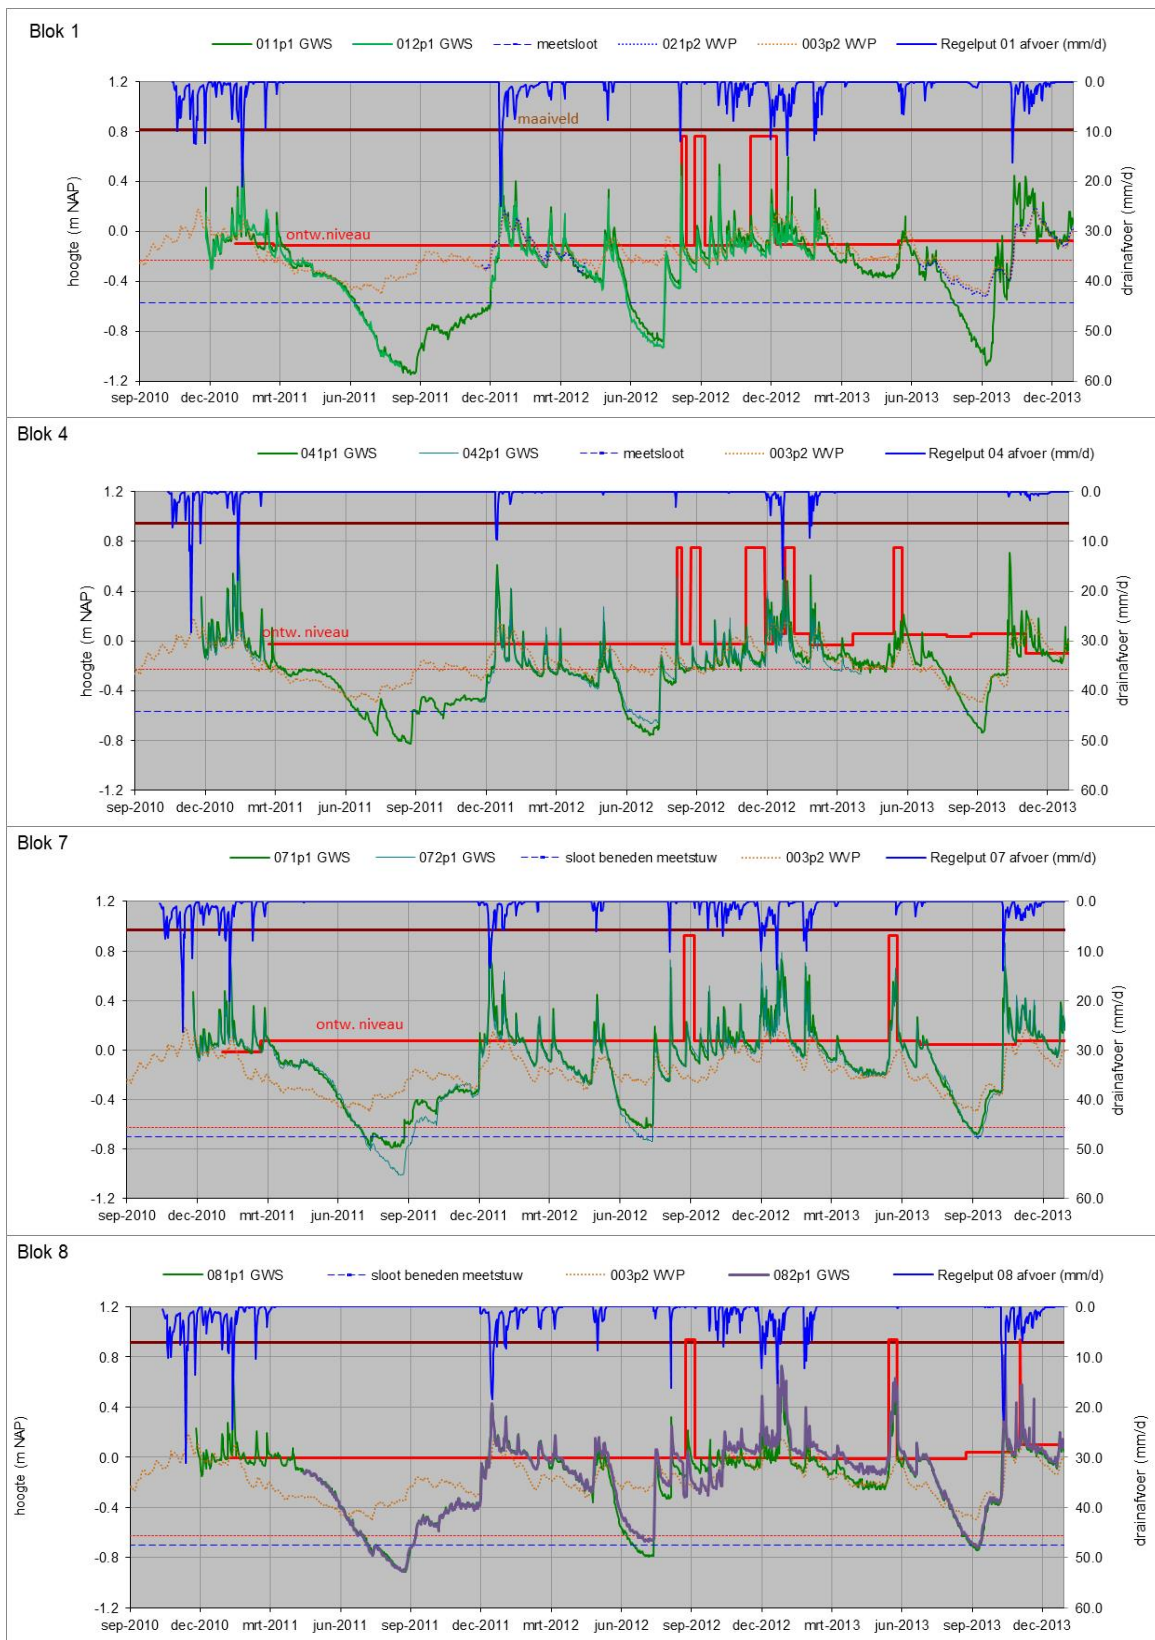 Blok 1
011p1 GWS 012p1 GWS meetsloot 021p2 WVP 003p2 WVP Regelput 01 afvoer (mm/d)
1.2 0.0
maaiveld
0.8 10.0
0.4 20.0
ontw.niveau
0.0 30.0
-0.4 40.0
-0.8 50.0
-1.2 60.0
hoogte (m NAP)
drainafvoer (mm/d)
sep-2010 dec-2010 mrt-2011 jun-2011 sep-2011 dec-2011 mrt-2012 jun-2012 sep-2012 dec-2012 mrt-2013 jun-2013 sep-2013 dec-2013
Blok 4
041p1 GWS 042p1 GWS meetsloot 003p2 WVP Regelput 04 afvoer (mm/d)
1.2 0.0
0.8 10.0
0.4 20.0
ontw. niveau
0.0 30.0
-0.4 40.0
-0.8 50.0
-1.2 60.0
hoogte (m NAP)
drainafvoer (mm/d)
sep-2010 dec-2010 mrt-2011 jun-2011 sep-2011 dec-2011 mrt-2012 jun-2012 sep-2012 dec-2012 mrt-2013 jun-2013 sep-2013 dec-2013
Blok 7
071p1 GWS 072p1 GWS sloot beneden meetstuw 003p2 WVP Regelput 07 afvoer (mm/d)
1.2 0.0
0.8 10.0
0.4 20.0
ontw. niveau
0.0 30.0
-0.4 40.0
-0.8 50.0
-1.2 60.0
hoogte (m NAP)
drainafvoer (mm/d)
sep-2010 dec-2010 mrt-2011 jun-2011 sep-2011 dec-2011 mrt-2012 jun-2012 sep-2012 dec-2012 mrt-2013 jun-2013 sep-2013 dec-2013
Blok 8
081p1 GWS sloot beneden meetstuw 003p2 WVP 082p1 GWS Regelput 08 afvoer (mm/d)
1.2 0.0
0.8 10.0
0.4 20.0
0.0 30.0
-0.4 40.0
-0.8 50.0
-1.2 60.0
hoogte (m NAP)
drainafvoer (mm/d)
sep-2010 dec-2010 mrt-2011 jun-2011 sep-2011 dec-2011 mrt-2012 jun-2012 sep-2012 dec-2012 mrt-2013 jun-2013 sep-2013 dec-2013